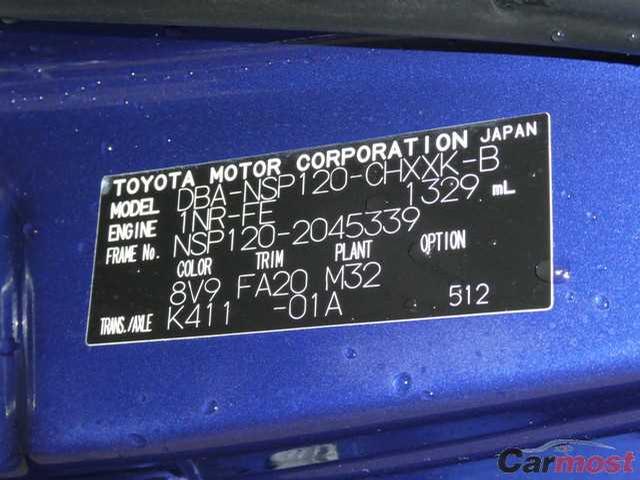 TOYOTA MOTOR CORPORATION JAPAN
MODEL DBA-NSP120-CHXXK-B
ENGINE 1NR-FE 1329 mL
FRAME No. NSP120-2045339
COLOR TRIM PLANT OPTION
8V9 FA20 M32
TRANS./AXLE K411 -01A 512
Carmost